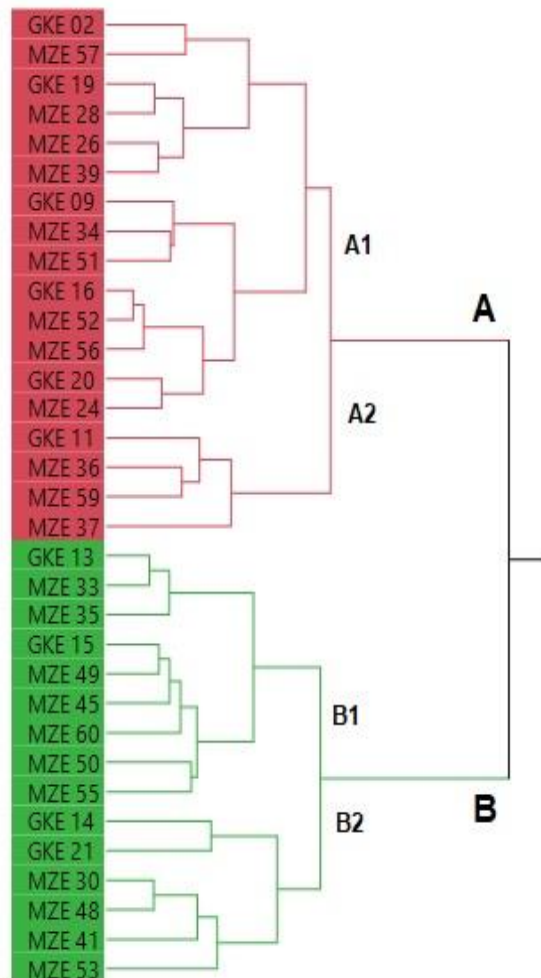 GKE 02
MZE 57
GKE 19
MZE 28
MZE 26
MZE 39
GKE 09
MZE 34
A1
MZE 51
GKE 16
A
MZE 52
MZE 56
GKE 20
MZE 24
A2
GKE 11
MZE 36
MZE 59
MZE 37
GKE 13
MZE 33
MZE 35
GKE 15
MZE 49
MZE 45
B1
MZE 60
MZE 50
MZE 55
B
GKE 14
B2
GKE 21
MZE 30
MZE 48
MZE 41
MZE 53